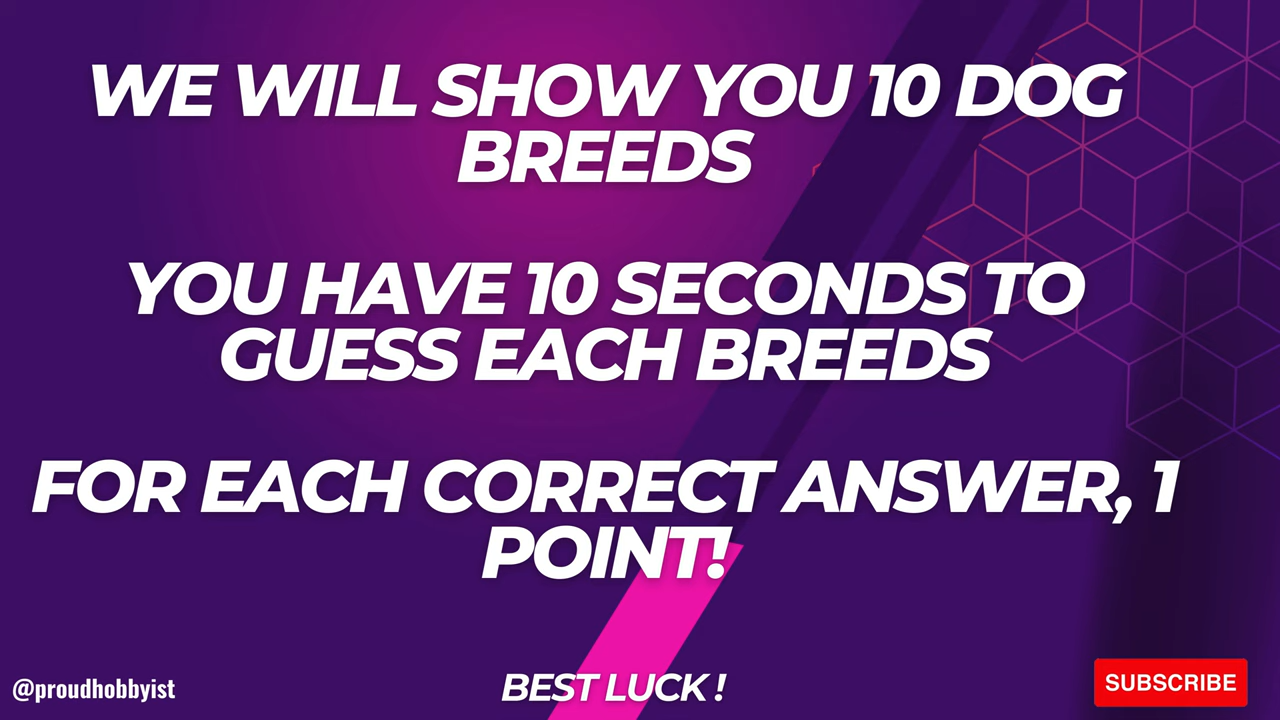 WE WILL SHOW YOU 10 DOG
BREEDS
YOU HAVE 10 SECONDS TO
GUESS EACH BREEDS
FOR EACH CORRECT ANSWER, 1
POINT!
BEST LUCK !
@proudhobbyist
SUBSCRIBE